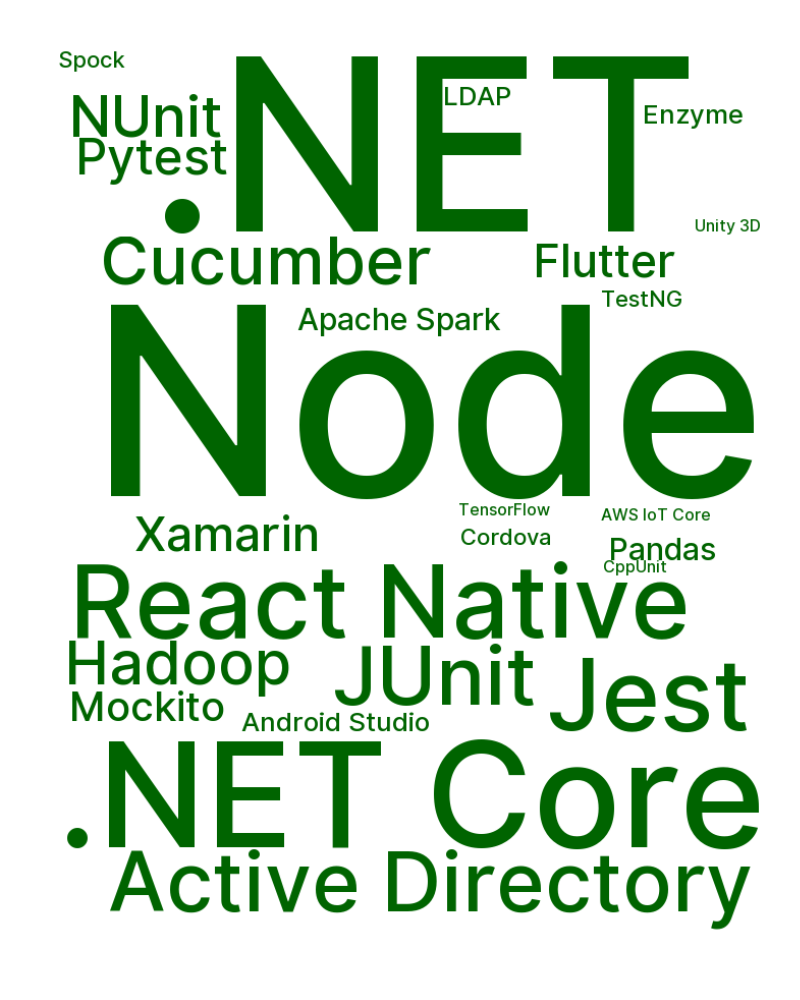 Spock
.NET
LDAP
NUnit
Enzyme
Pytest
Unity 3D
Cucumber
Flutter
TestNG
Apache Spark
Node
TensorFlow
AWS IoT Core
Xamarin
Cordova
Pandas
CppUnit
React Native
Hadoop
JUnit
Jest
Mockito
Android Studio
.NET Core
Active Directory